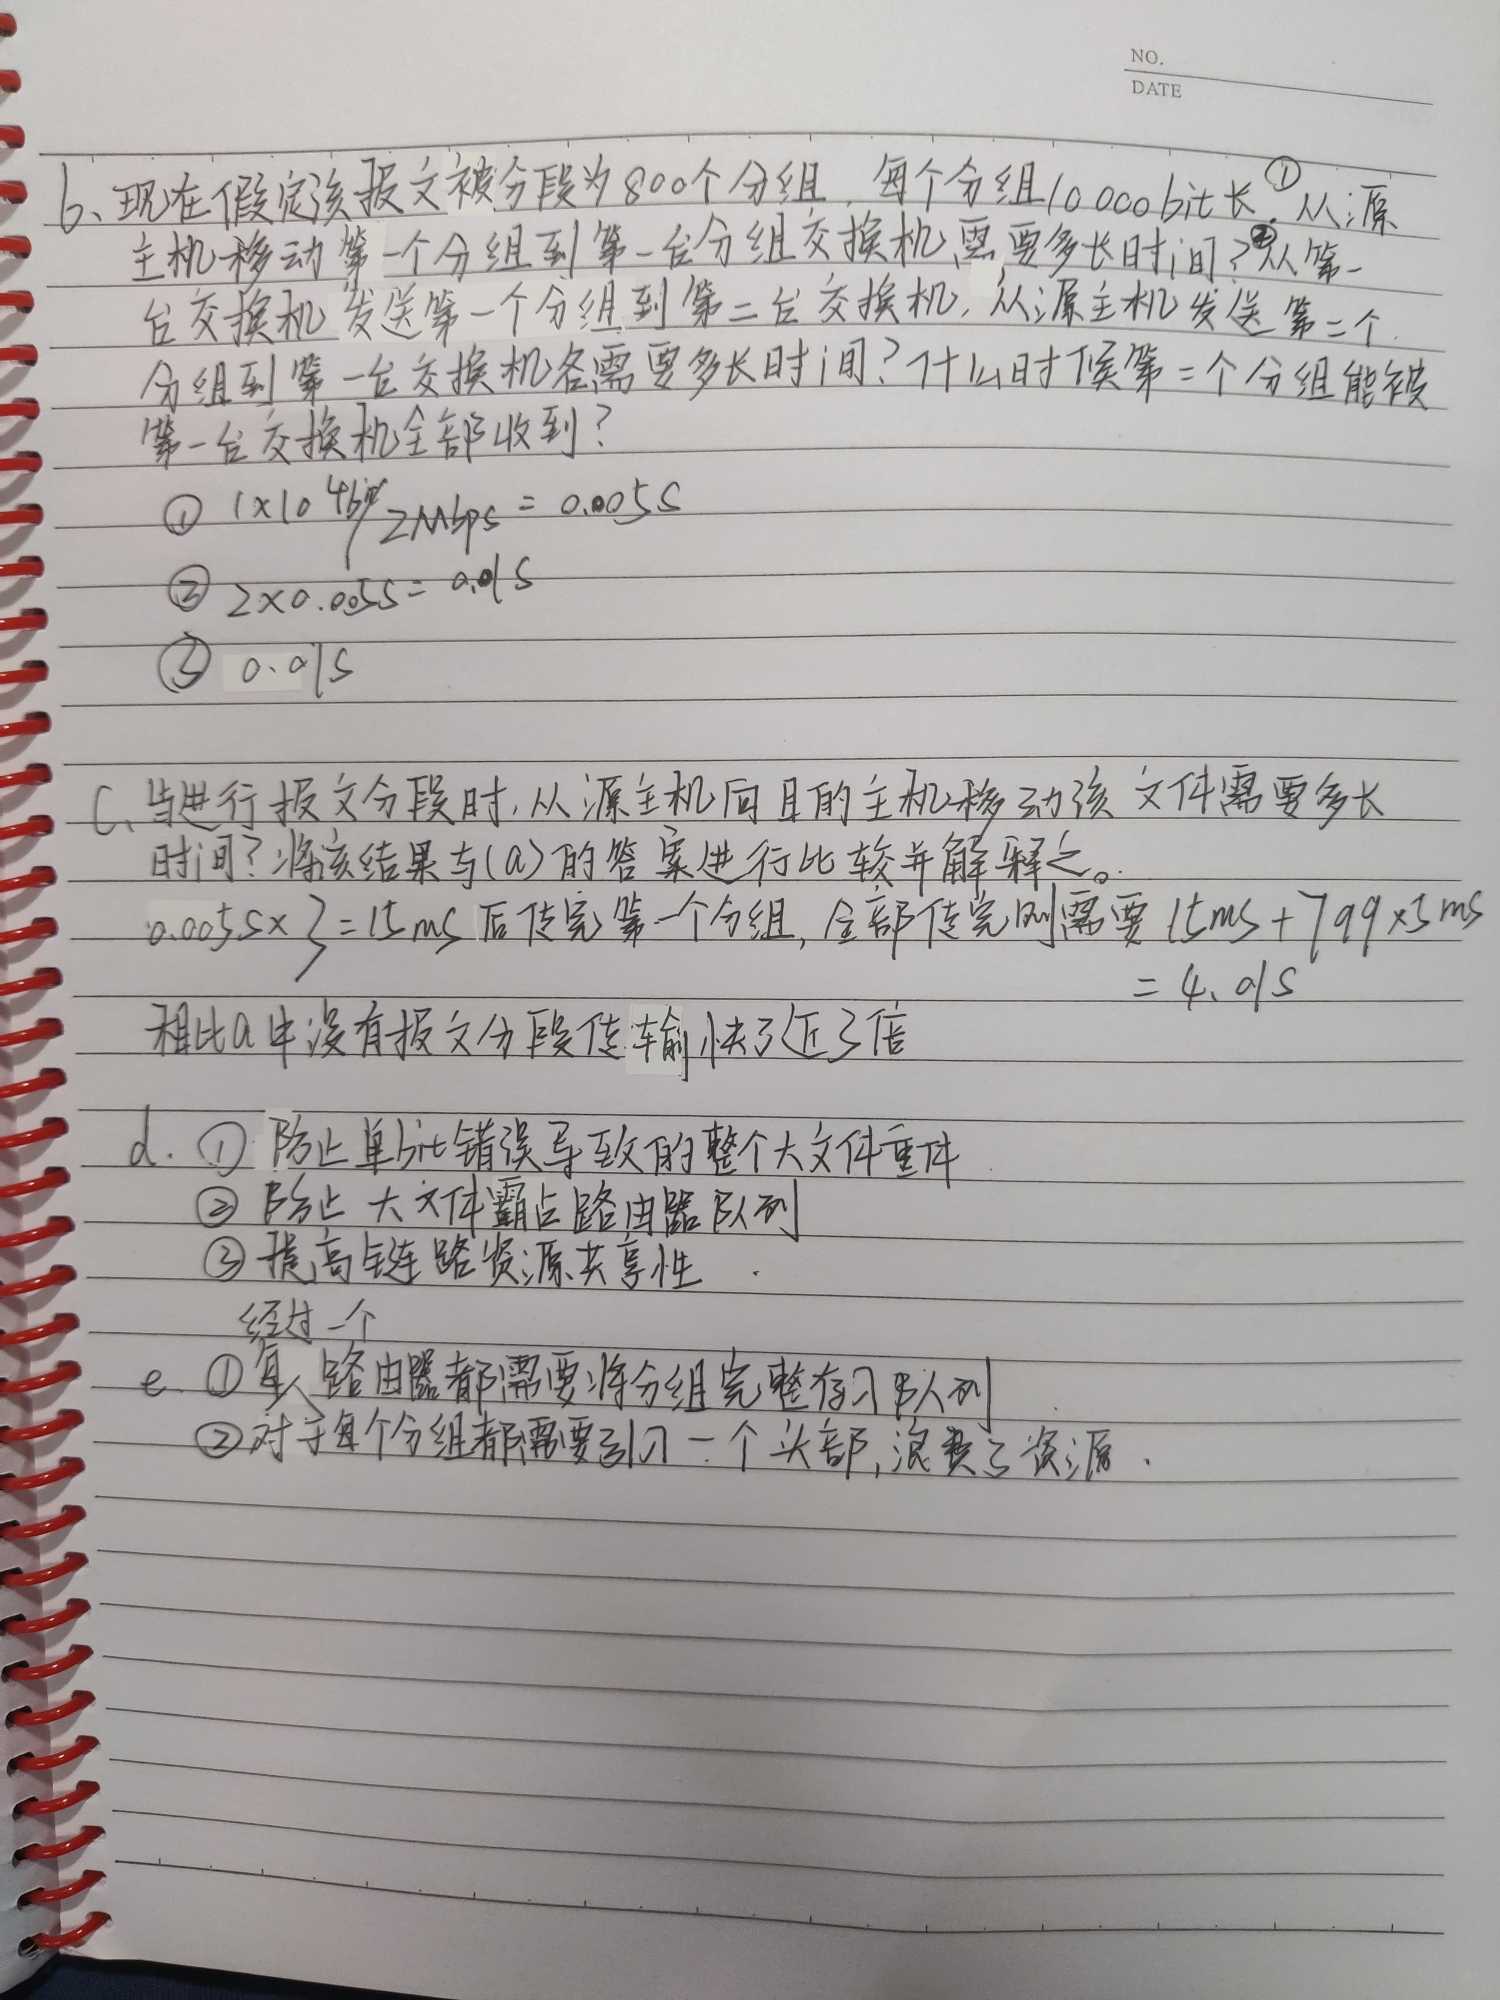 NO.
DATE
b、现在假定该报文被分段为800个分组，每个分组10000bit长。①从源
主机移动第一个分组到第一台分组交换机需要多长时间？②从第一
台交换机发送第一个分组到第二台交换机，从源主机发送第二个
分组到第一台交换机各需要多长时间？什么时候第二个分组能被
第一台交换机全部收到？
① 1×10^4bit/2Mbps = 0.005s
② 2×0.005s = 0.01s
③ 0.01s
C、当进行报文分段时，从源主机向目的主机移动该文件需要多长
时间？将该结果与(a)的答案进行比较并解释之。
0.005s×3=15ms后传完第一个分组，全部传完则需要15ms+799×5ms
= 4.01s
相比a中没有报文分段传输快了近3倍
d. ① 防止单bit错误导致的整个大文件重传
② 防止大文件霸占路由器队列
③ 提高链路资源共享性.
经过一个
e. ① 每路由器都需要将分组完整存入队列
② 对于每个分组都需要引入一个头部，浪费了资源.